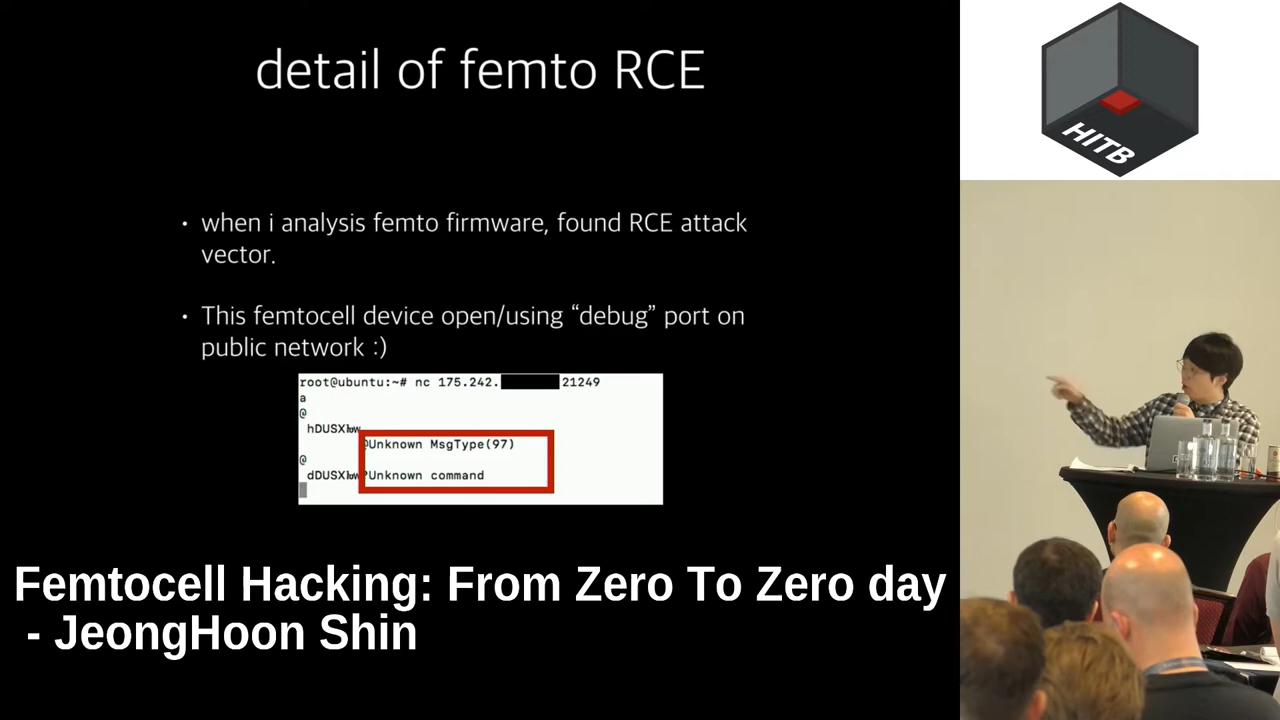 detail of femto RCE
HITB
• when i analysis femto firmware, found RCE attack
vector.
• This femtocell device open/using “debug” port on
public network :)
root@ubuntu:~# nc 175.242. 21249
a
@
@Unknown MsgType(97)
@
Unknown command
Femtocell Hacking: From Zero To Zero day
- JeongHoon Shin